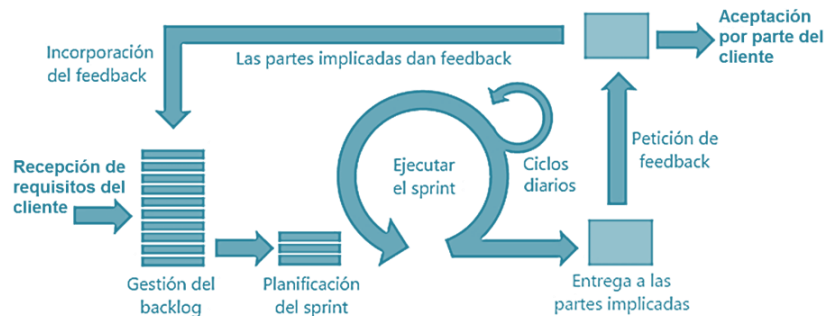 Aceptación
por parte del
cliente
Incorporación
del feedback
Las partes implicadas dan feedback
Petición de
feedback
Recepción de
requisitos del
cliente
Ejecutar
el sprint
Ciclos
diarios
Gestión del
backlog
Planificación
del sprint
Entrega a las
partes implicadas